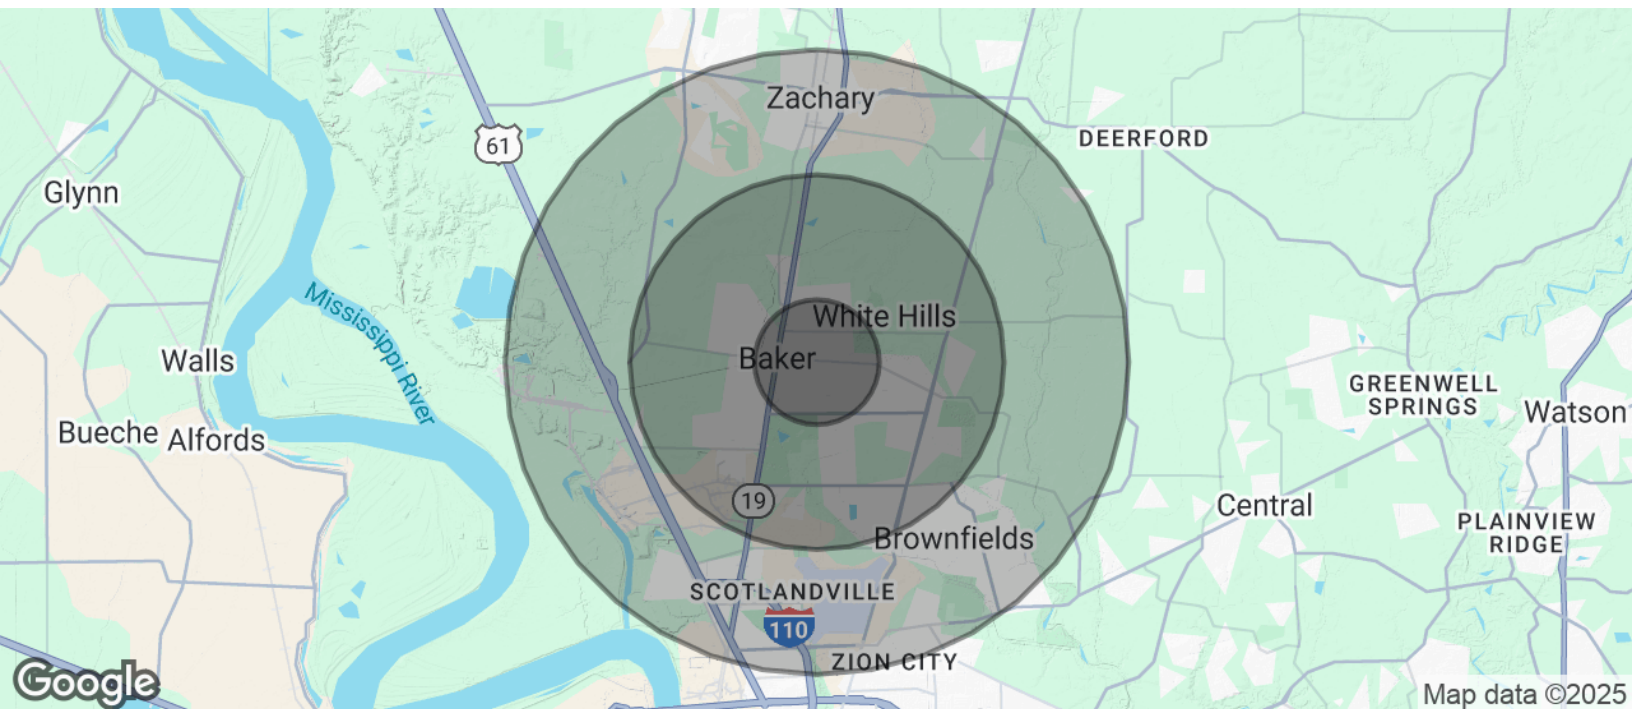 Zachary
DEERFORD
61
Glynn
Mississippi River
White Hills
Baker
Walls
GREENWELL
SPRINGS
Watson
Bueche
Alfords
19
Central
PLAINVIEW
RIDGE
Brownfields
SCOTLANDVILLE
110
ZION CITY
Google
Map data ©2025